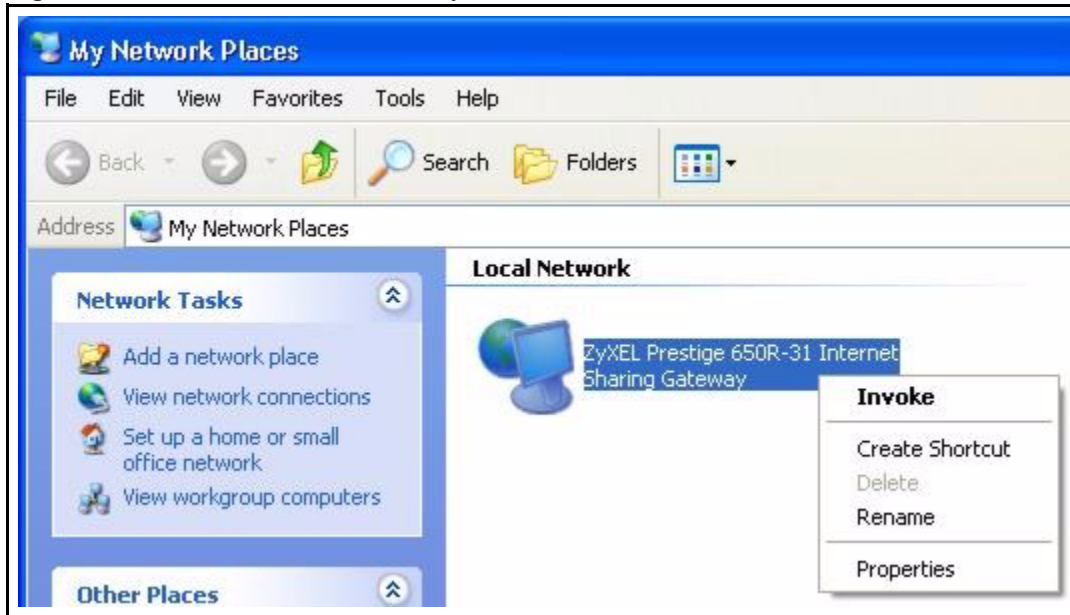 My Network Places
File Edit View Favorites Tools Help
Back Search Folders
Address My Network Places
Network Tasks
Add a network place
View network connections
Set up a home or small
office network
View workgroup computers
Other Places
Local Network
ZyXEL Prestige 650R-31 Internet
Sharing Gateway
Invoke
Create Shortcut
Delete
Rename
Properties